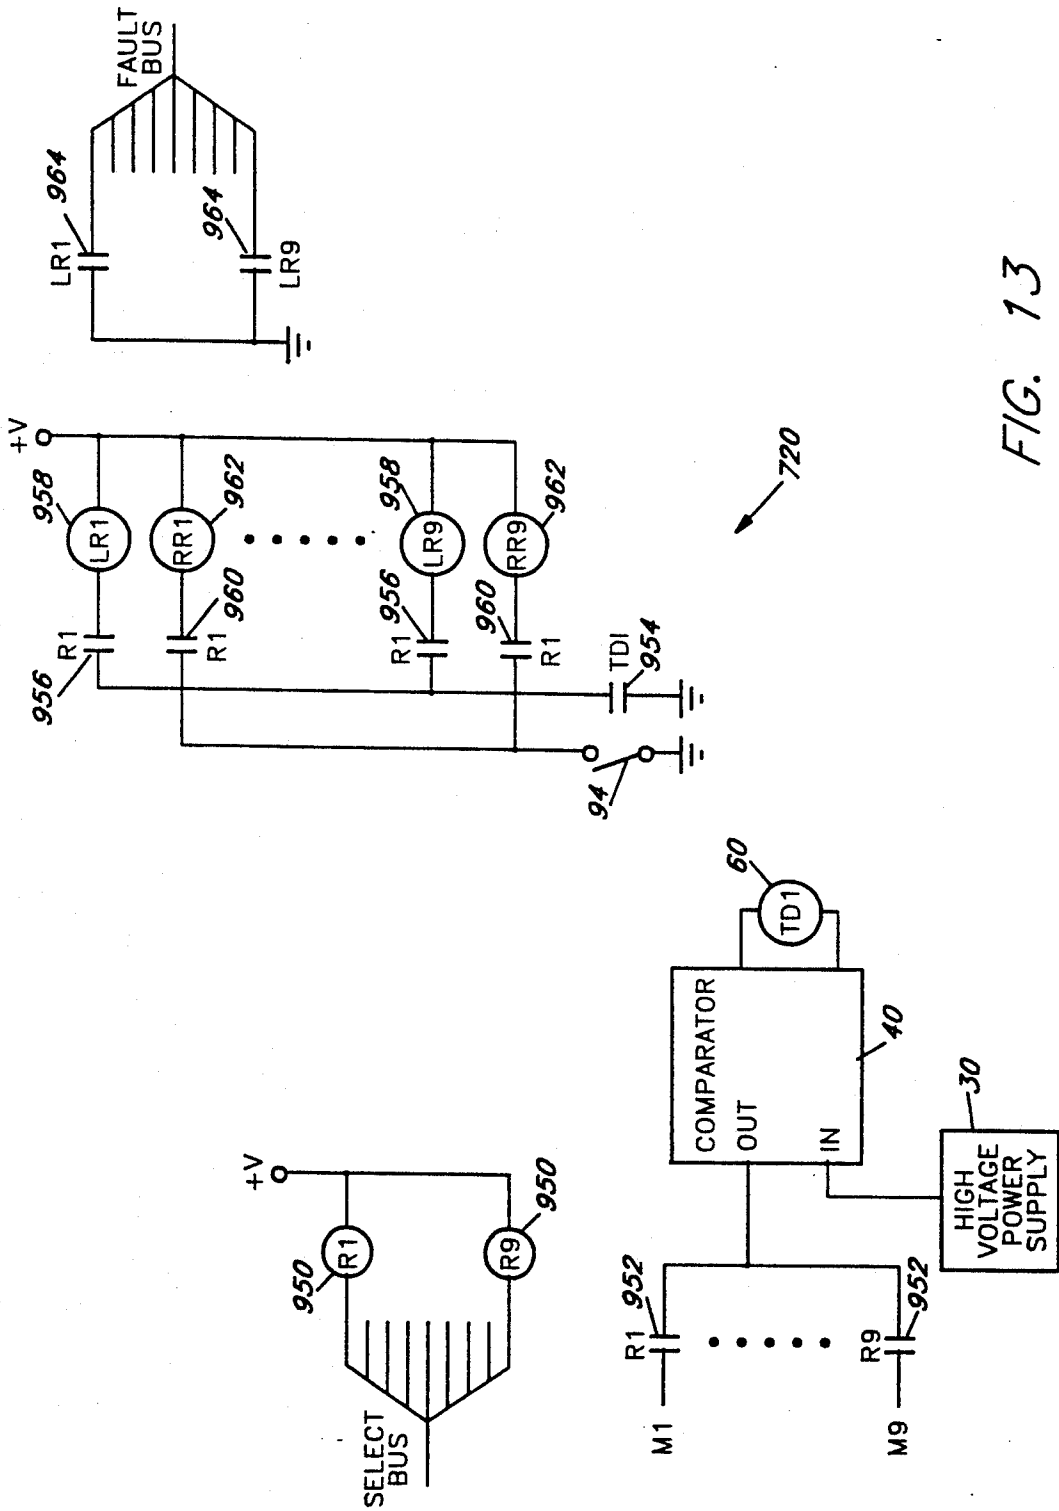 SELECT
BUS
950
R1
+V
R9
950
+V
958
LR1
956
R1
RR1
962
960
R1
958
LR9
956
R1
RR9
962
960
R1
TDI
954
94
720
FAULT
BUS
LR1
964
964
LR9
M1
R1
952
M9
R9
952
COMPARATOR
OUT
IN
40
TD1
60
HIGH
VOLTAGE
POWER
SUPPLY
30
FIG. 13